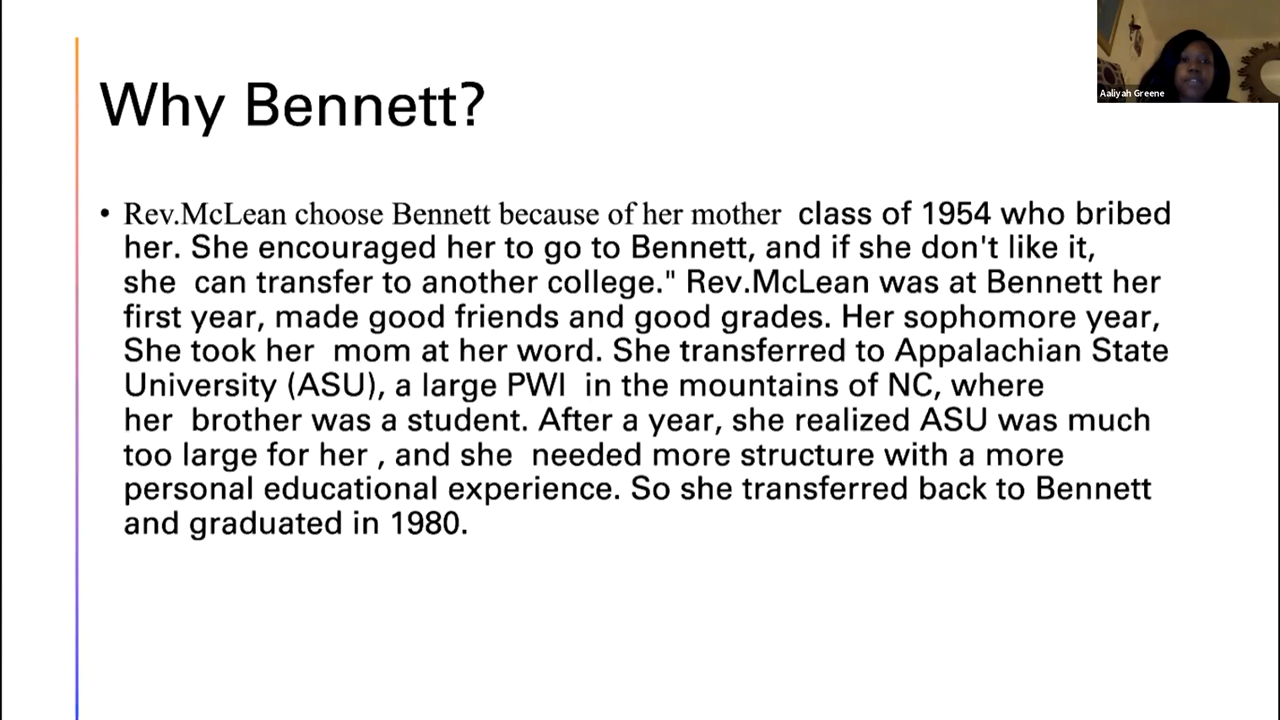 Why Bennett?
Aaliyah Greene
• Rev.McLean choose Bennett because of her mother  class of 1954 who bribed
her. She encouraged her to go to Bennett, and if she don't like it,
she  can transfer to another college." Rev.McLean was at Bennett her
first year, made good friends and good grades. Her sophomore year,
She took her  mom at her word. She transferred to Appalachian State
University (ASU), a large PWI  in the mountains of NC, where
her  brother was a student. After a year, she realized ASU was much
too large for her , and she  needed more structure with a more
personal educational experience. So she transferred back to Bennett
and graduated in 1980.